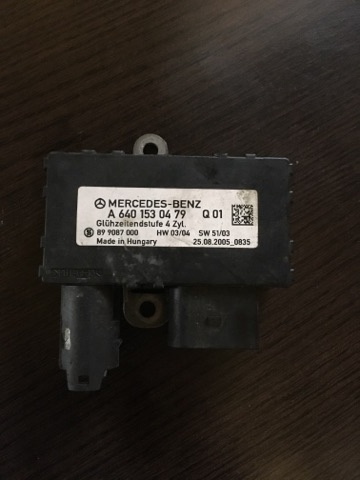 MERCEDES-BENZ
A 640 153 04 79 Q 01
Glühzeitendstufe 4 Zyl.
89 9087 000 HW 03/04 SW 51/03
Made in Hungary 25.08.2005_0835